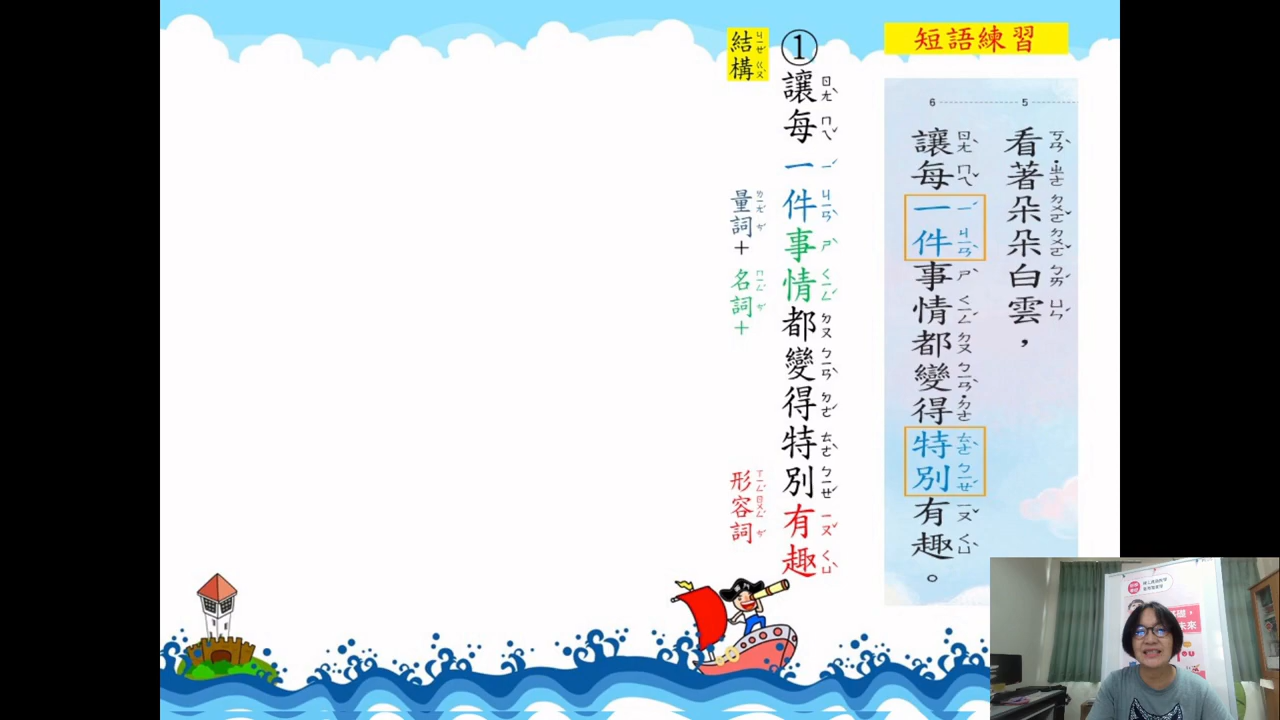 短語練習
6 5
看著朵朵白雲，
讓每一件事情都變得特別有趣。
①讓每一件事情都變得特別有趣
結構
量詞＋
名詞＋
形容詞